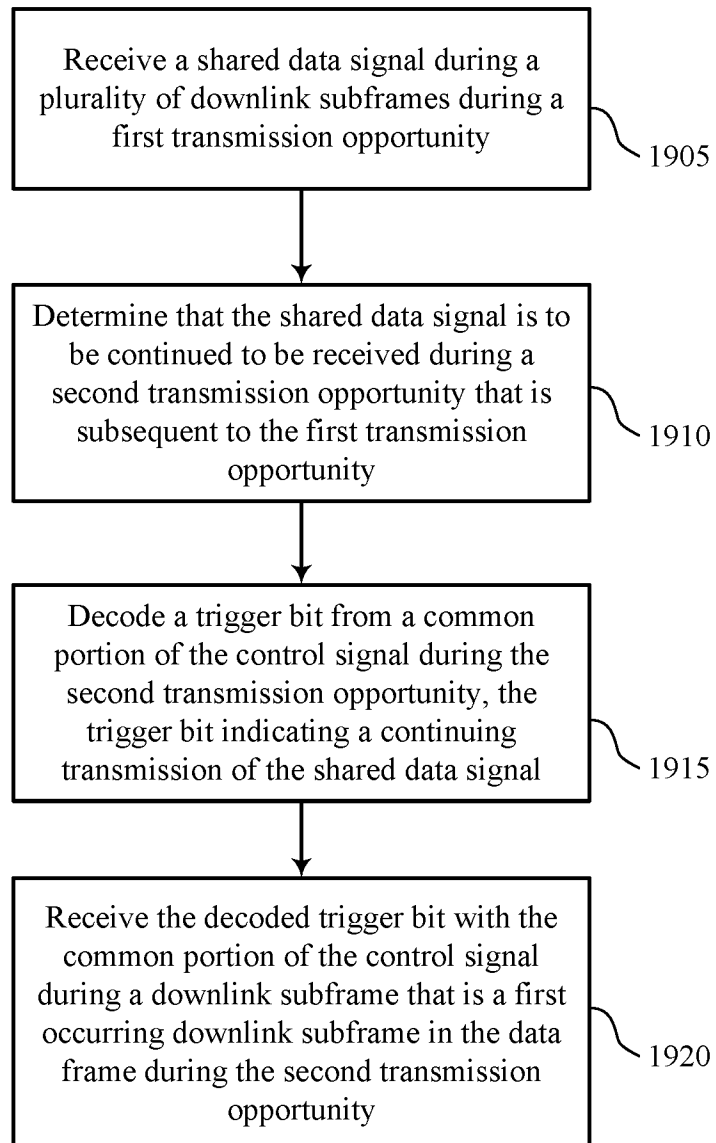 Receive a shared data signal during a
plurality of downlink subframes during a
first transmission opportunity
1905
Determine that the shared data signal is to
be continued to be received during a
second transmission opportunity that is
subsequent to the first transmission
opportunity
1910
Decode a trigger bit from a common
portion of the control signal during the
second transmission opportunity, the
trigger bit indicating a continuing
transmission of the shared data signal
1915
Receive the decoded trigger bit with the
common portion of the control signal
during a downlink subframe that is a first
occurring downlink subframe in the data
frame during the second transmission
opportunity
1920